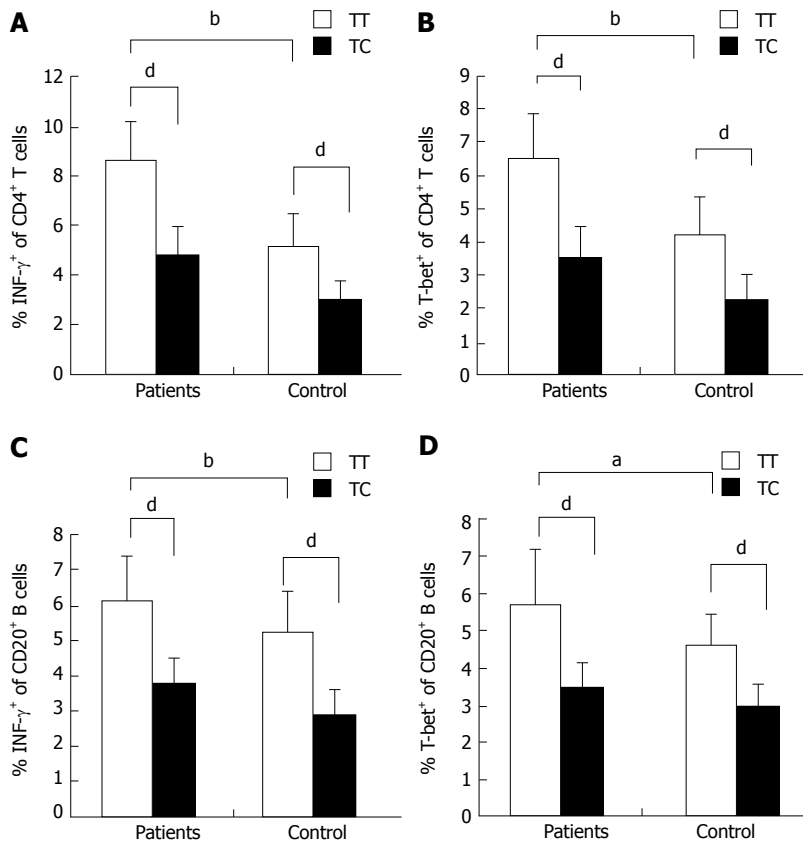 A
TT
TC
b
d
d
% INF-γ+ of CD4+ T cells
12
10
8
6
4
2
0
Patients
Control
B
TT
TC
b
d
d
% T-bet+ of CD4+ T cells
9
8
7
6
5
4
3
2
1
0
Patients
Control
C
TT
TC
b
d
d
% INF-γ+ of CD20+ B cells
8
7
6
5
4
3
2
1
0
Patients
Control
D
TT
TC
a
d
d
% T-bet+ of CD20+ B cells
8
7
6
5
4
3
2
1
0
Patients
Control